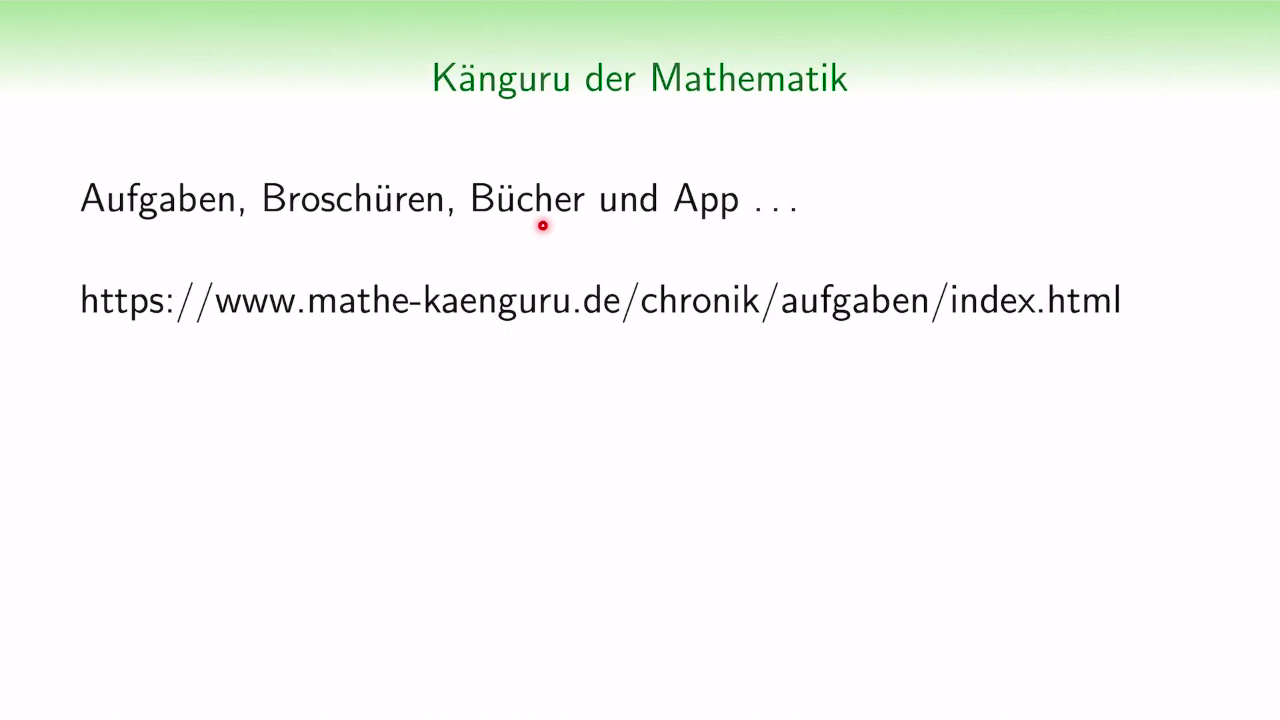 Känguru der Mathematik
Aufgaben, Broschüren, Bücher und App . . .
https://www.mathe-kaenguru.de/chronik/aufgaben/index.html